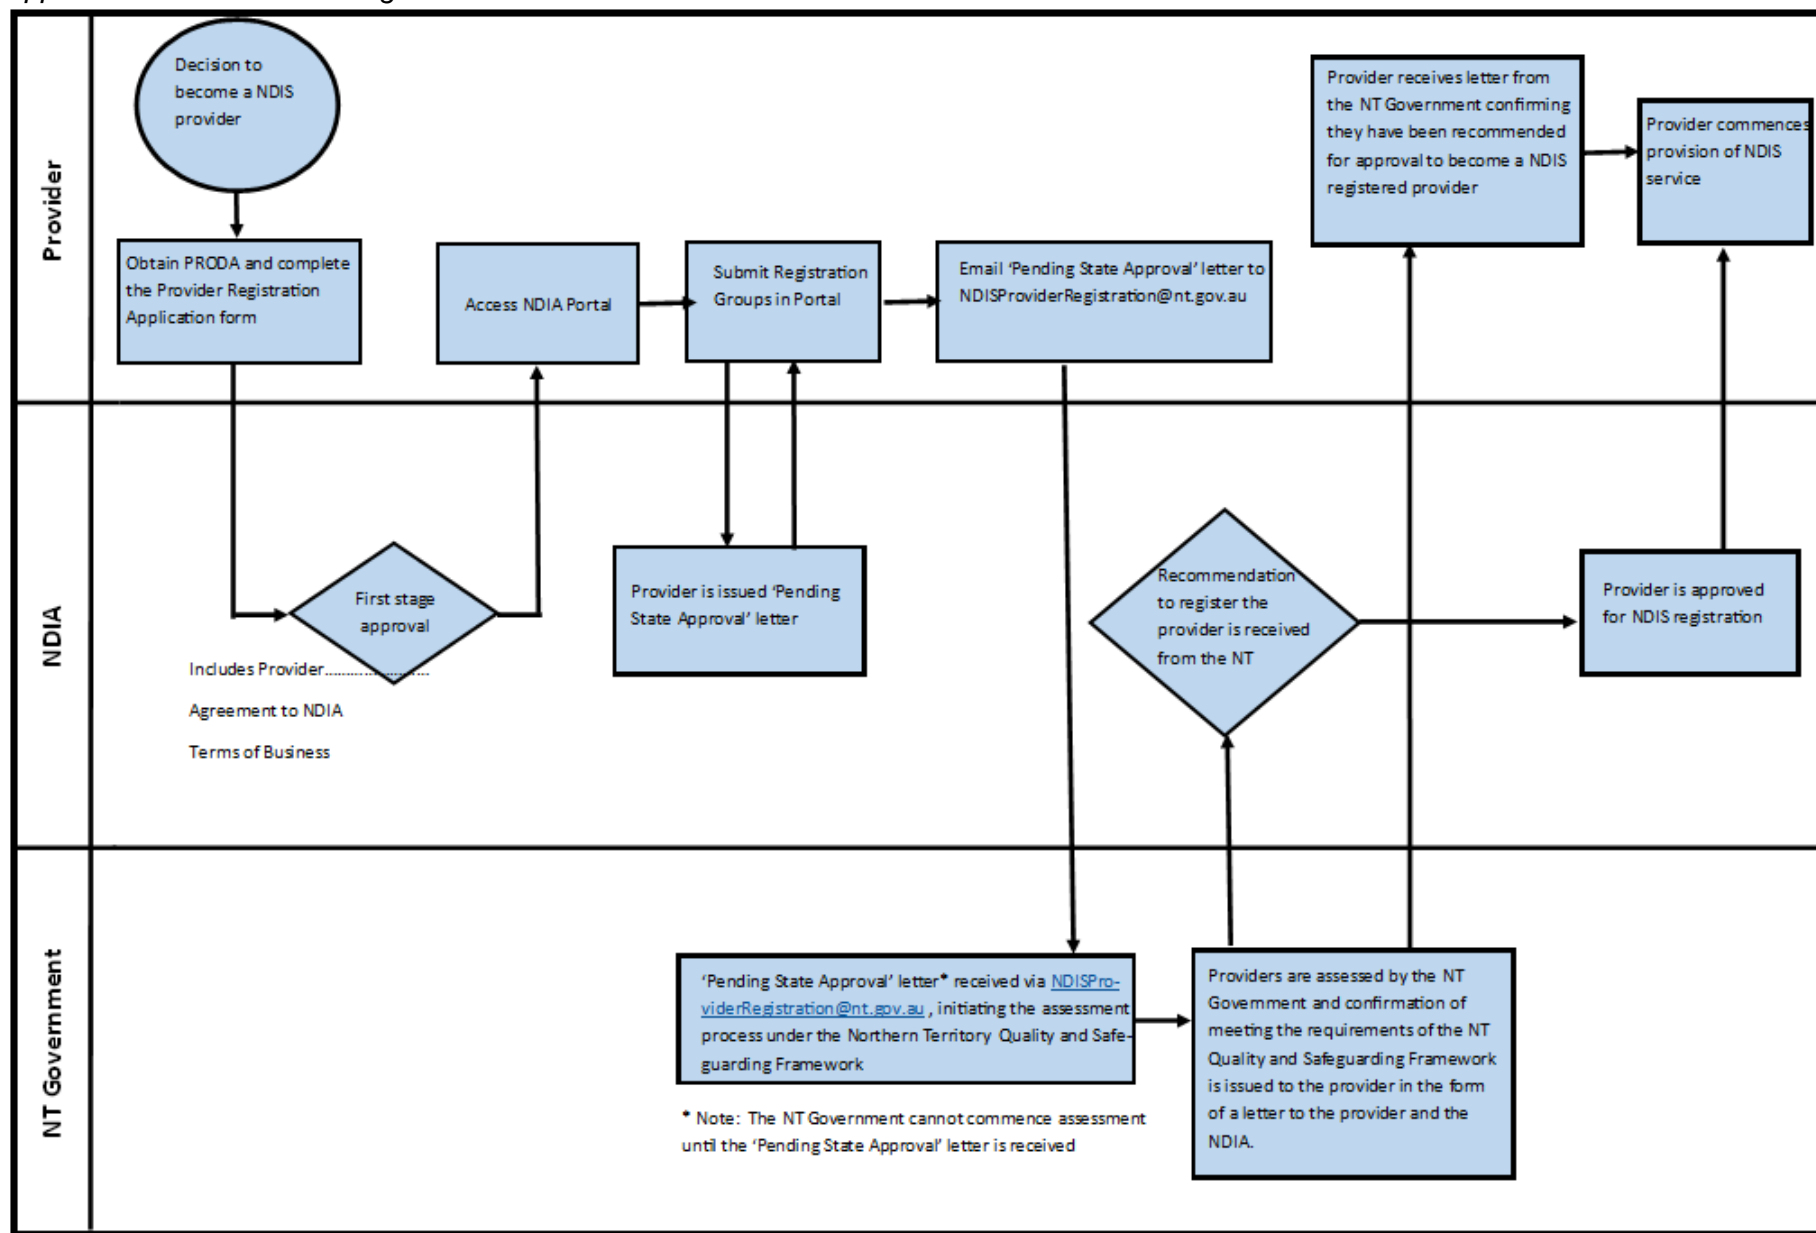 Provider
Decision to
become a NDIS
provider
Obtain PRODA and complete
the Provider Registration
Application form
Access NDIA Portal
Submit Registration
Groups in Portal
Email ‘Pending State Approval’ letter to
NDISProviderRegistration@nt.gov.au
Provider receives letter from
the NT Government confirming
they have been recommended
for approval to become a NDIS
registered provider
Provider commences
provision of NDIS
service
NDIA
First stage
approval
Includes Provider..........................
Agreement to NDIA
Terms of Business
Provider is issued ‘Pending
State Approval’ letter
Recommendation
to register the
provider is received
from the NT
Provider is approved
for NDIS registration
NT Government
‘Pending State Approval’ letter* received via NDISPro-
viderRegistration@nt.gov.au , initiating the assessment
process under the Northern Territory Quality and Safe-
guarding Framework
* Note: The NT Government cannot commence assessment
until the ‘Pending State Approval’ letter is received
Providers are assessed by the NT
Government and confirmation of
meeting the requirements of the NT
Quality and Safeguarding Framework
is issued to the provider in the form
of a letter to the provider and the
NDIA.